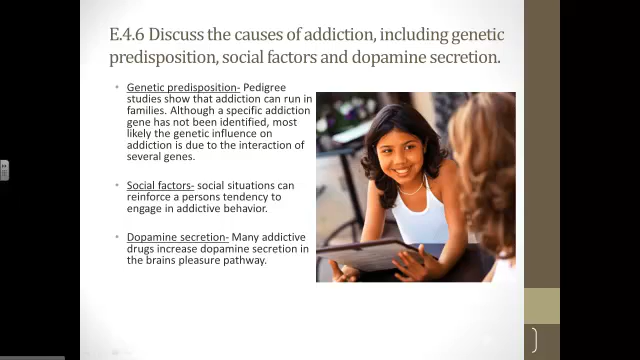 E.4.6 Discuss the causes of addiction, including genetic
predisposition, social factors and dopamine secretion.
• Genetic predisposition- Pedigree
studies show that addiction can run in
families. Although a specific addiction
gene has not been identified, most
likely the genetic influence on
addiction is due to the interaction of
several genes.
• Social factors- social situations can
reinforce a persons tendency to
engage in addictive behavior.
• Dopamine secretion- Many addictive
drugs increase dopamine secretion in
the brains pleasure pathway.